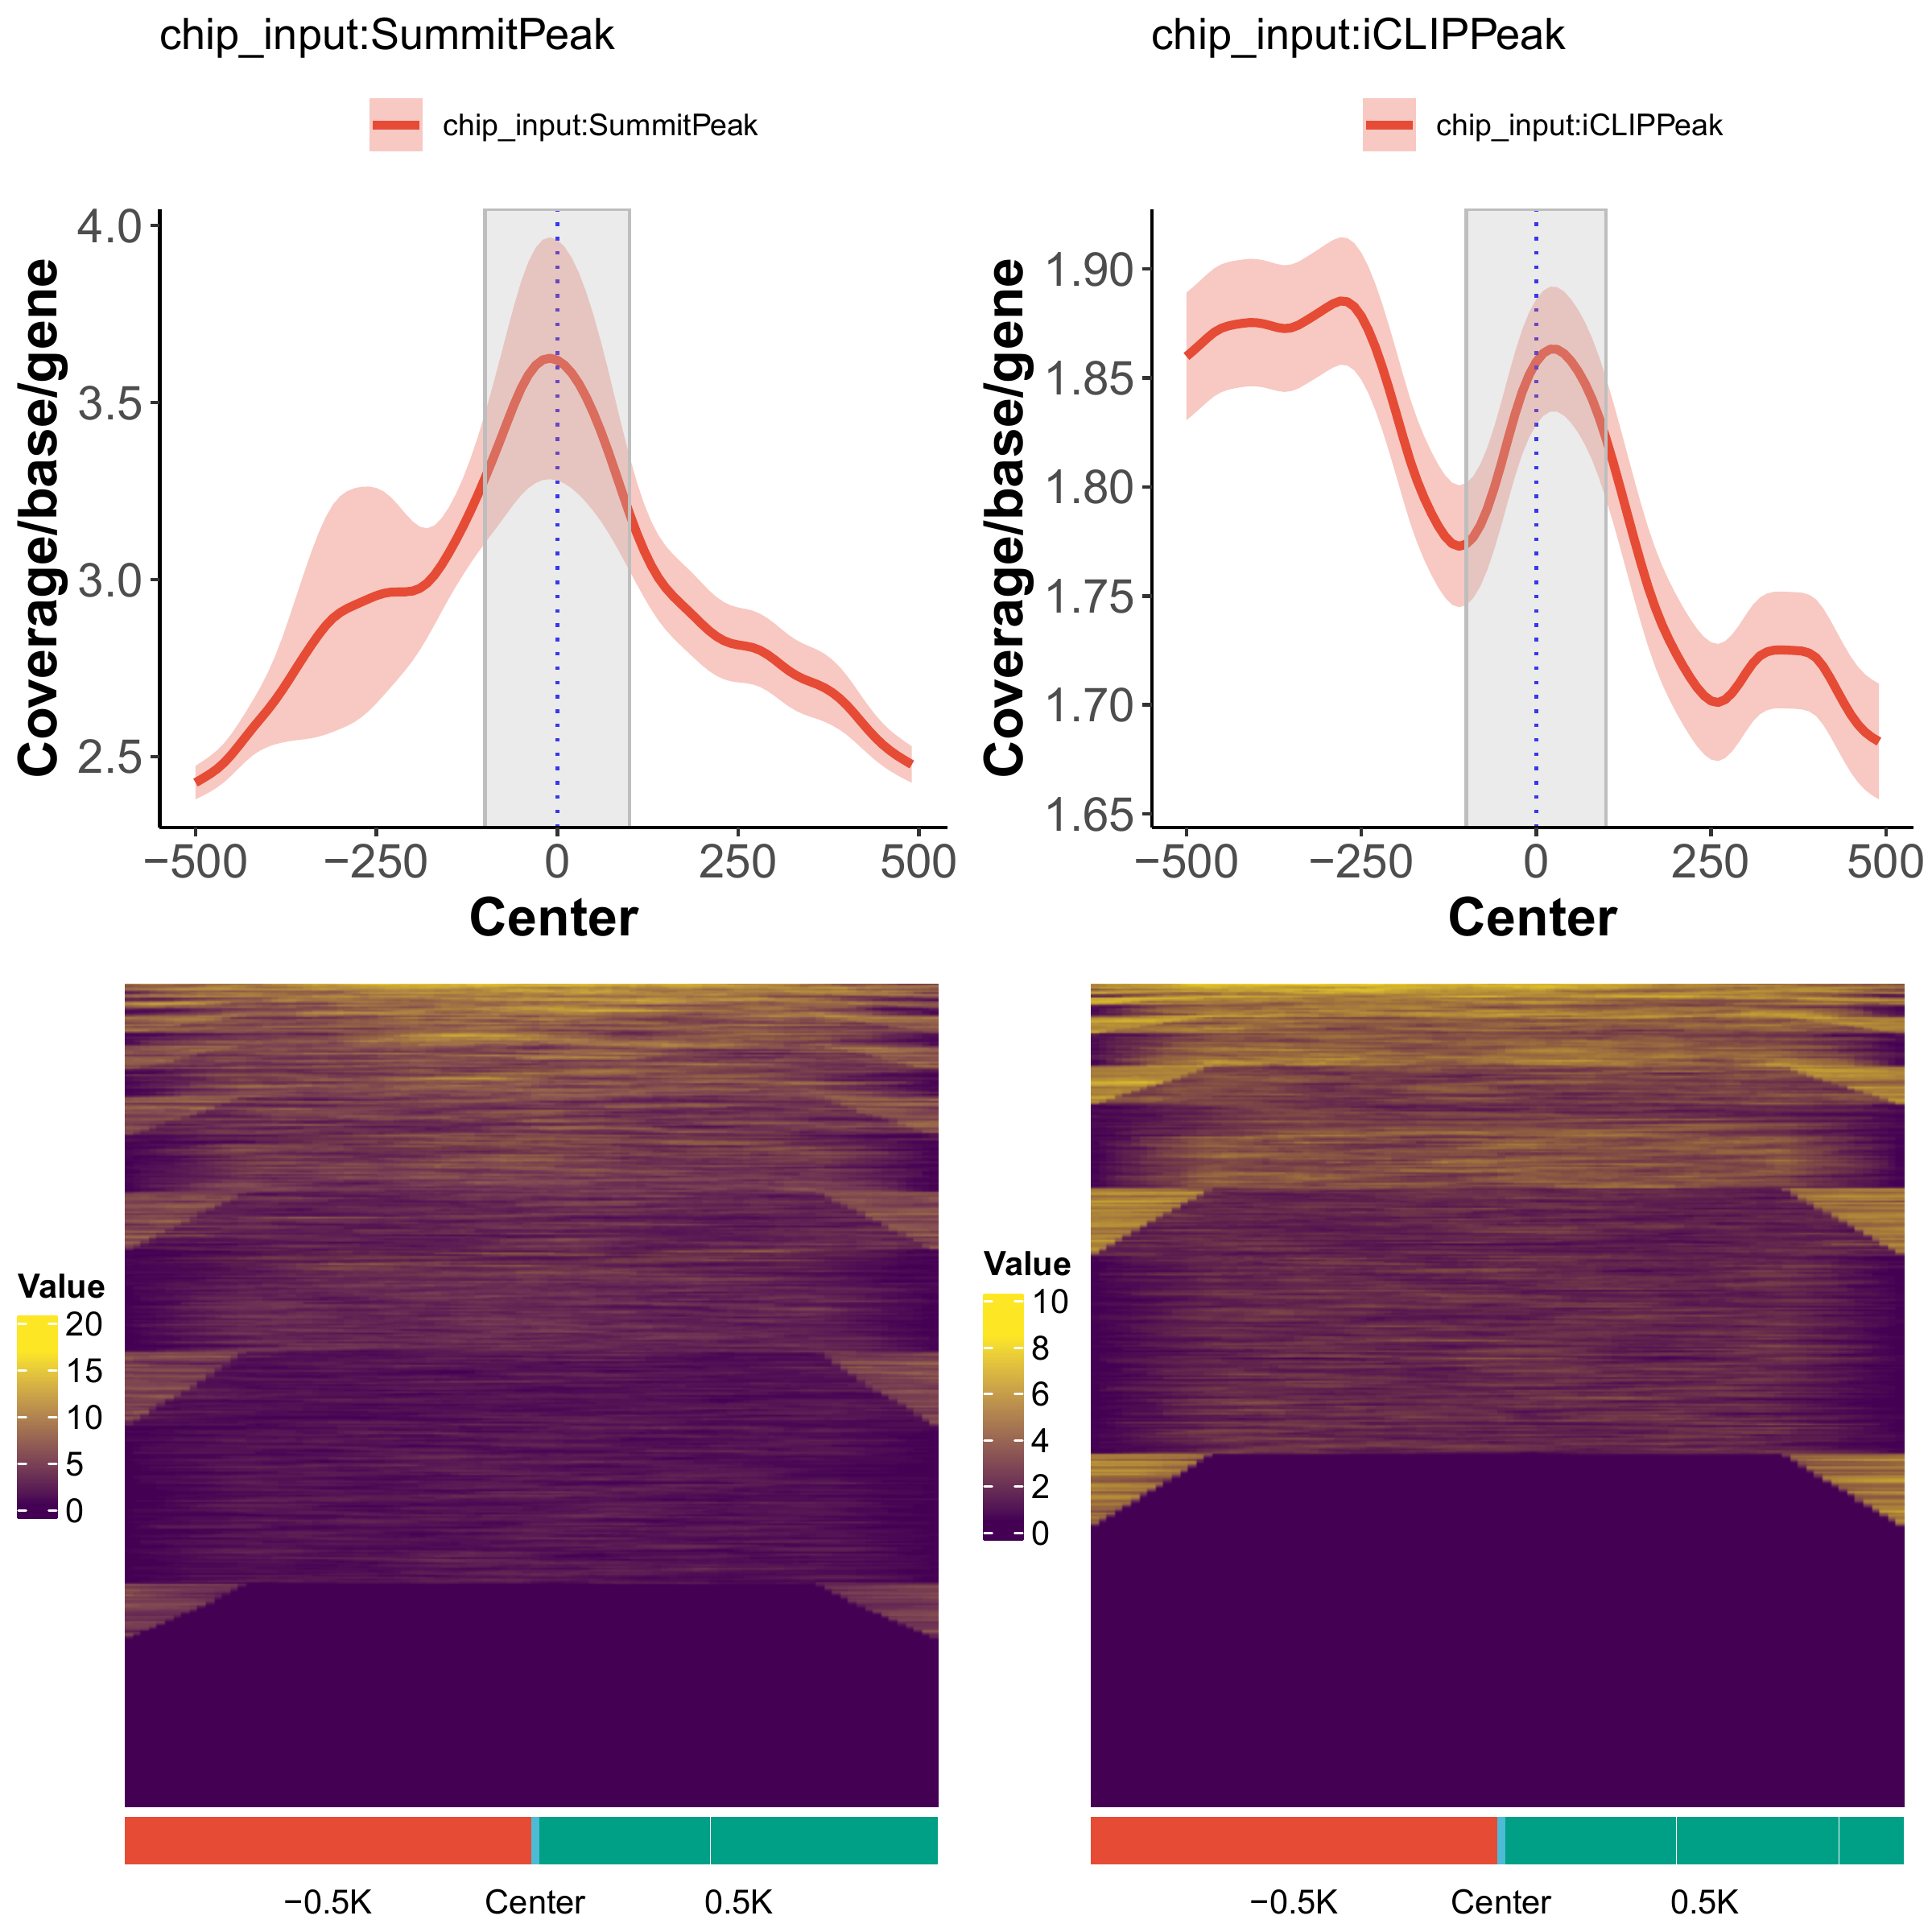 chip_input:SummitPeak
chip_input:SummitPeak
Coverage/base/gene
4.0
3.5
3.0
2.5
−500
−250
0
250
500
Center
chip_input:iCLIPPeak
chip_input:iCLIPPeak
Coverage/base/gene
1.90
1.85
1.80
1.75
1.70
1.65
−500
−250
0
250
500
Center
Value
20
15
10
5
0
−0.5K
Center
0.5K
Value
10
8
6
4
2
0
−0.5K
Center
0.5K